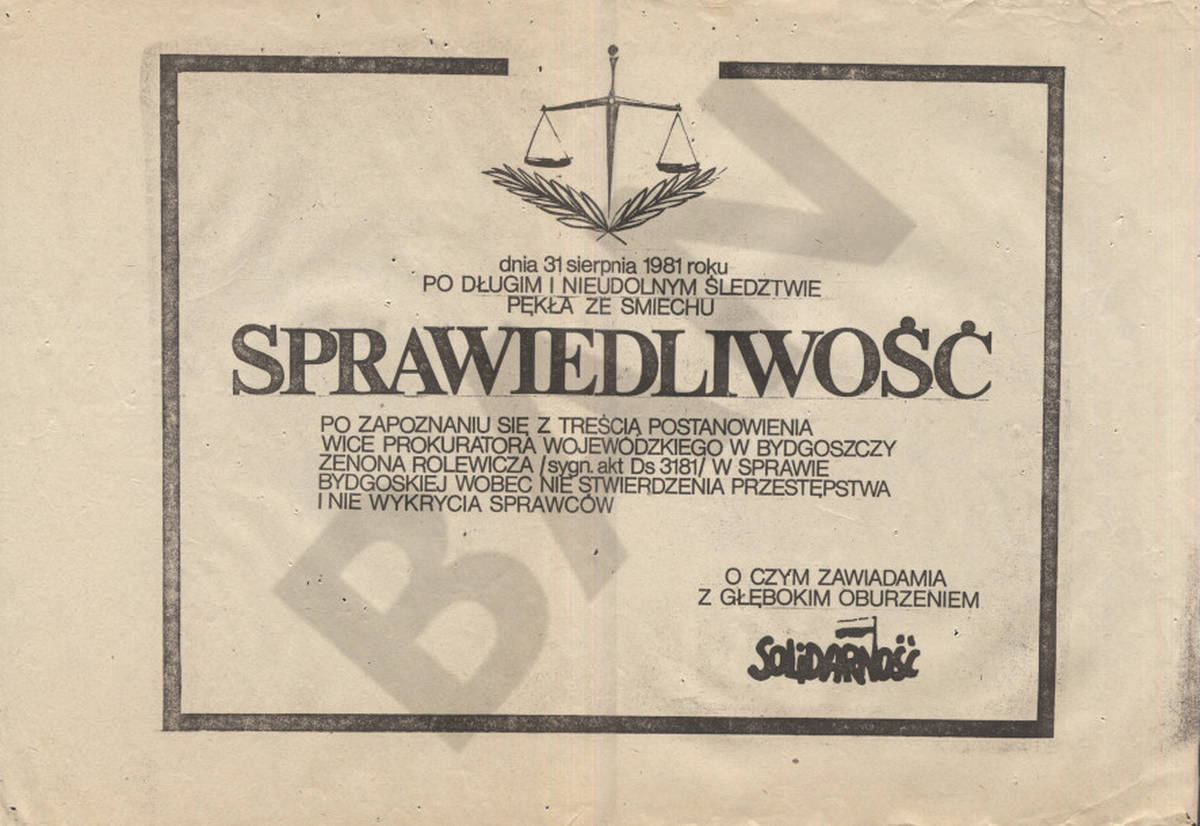 dnia 31 sierpnia 1981 roku
PO DŁUGIM I NIEUDOLNYM ŚLEDZTWIE
PĘKŁA ZE SMIECHU
SPRAWIEDLIWOŚĆ
PO ZAPOZNANIU SIĘ Z TREŚCIĄ POSTANOWIENIA
WICE PROKURATORA WOJEWÓDZKIEGO W BYDGOSZCZY
ZENONA ROLEWICZA /sygn. akt Ds 3181/ W SPRAWIE
BYDGOSKIEJ WOBEC NIE STWIERDZENIA PRZESTĘPSTWA
I NIE WYKRYCIA SPRAWCÓW
O CZYM ZAWIADAMIA
Z GŁĘBOKIM OBURZENIEM
SOLIDARNOŚĆ